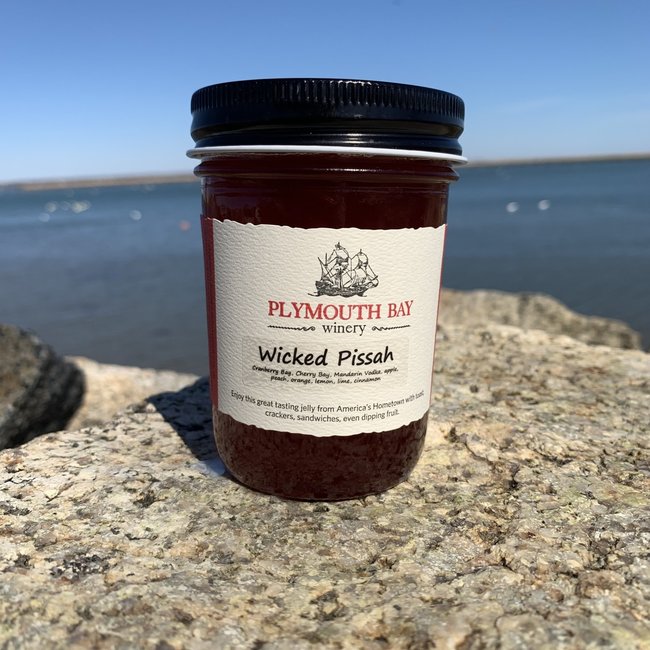 PLYMOUTH BAY
winery
Wicked Pissah
Cranberry Bay, Cherry Bay, Mandarin Vodka, apple,
peach, orange, lemon, lime, cinnamon
Enjoy this great tasting jelly from America's Hometown with toast,
crackers, sandwiches, even dipping fruit.